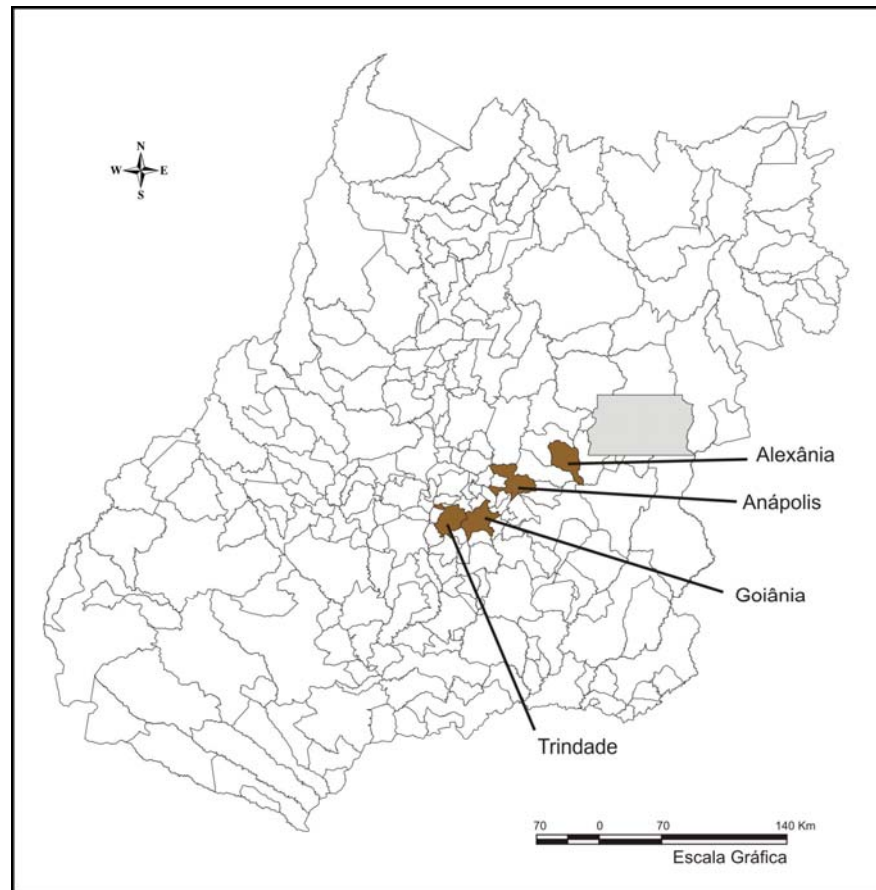 N
W E
S
Alexânia
Anápolis
Goiânia
Trindade
70 0 70 140 Km
Escala Gráfica